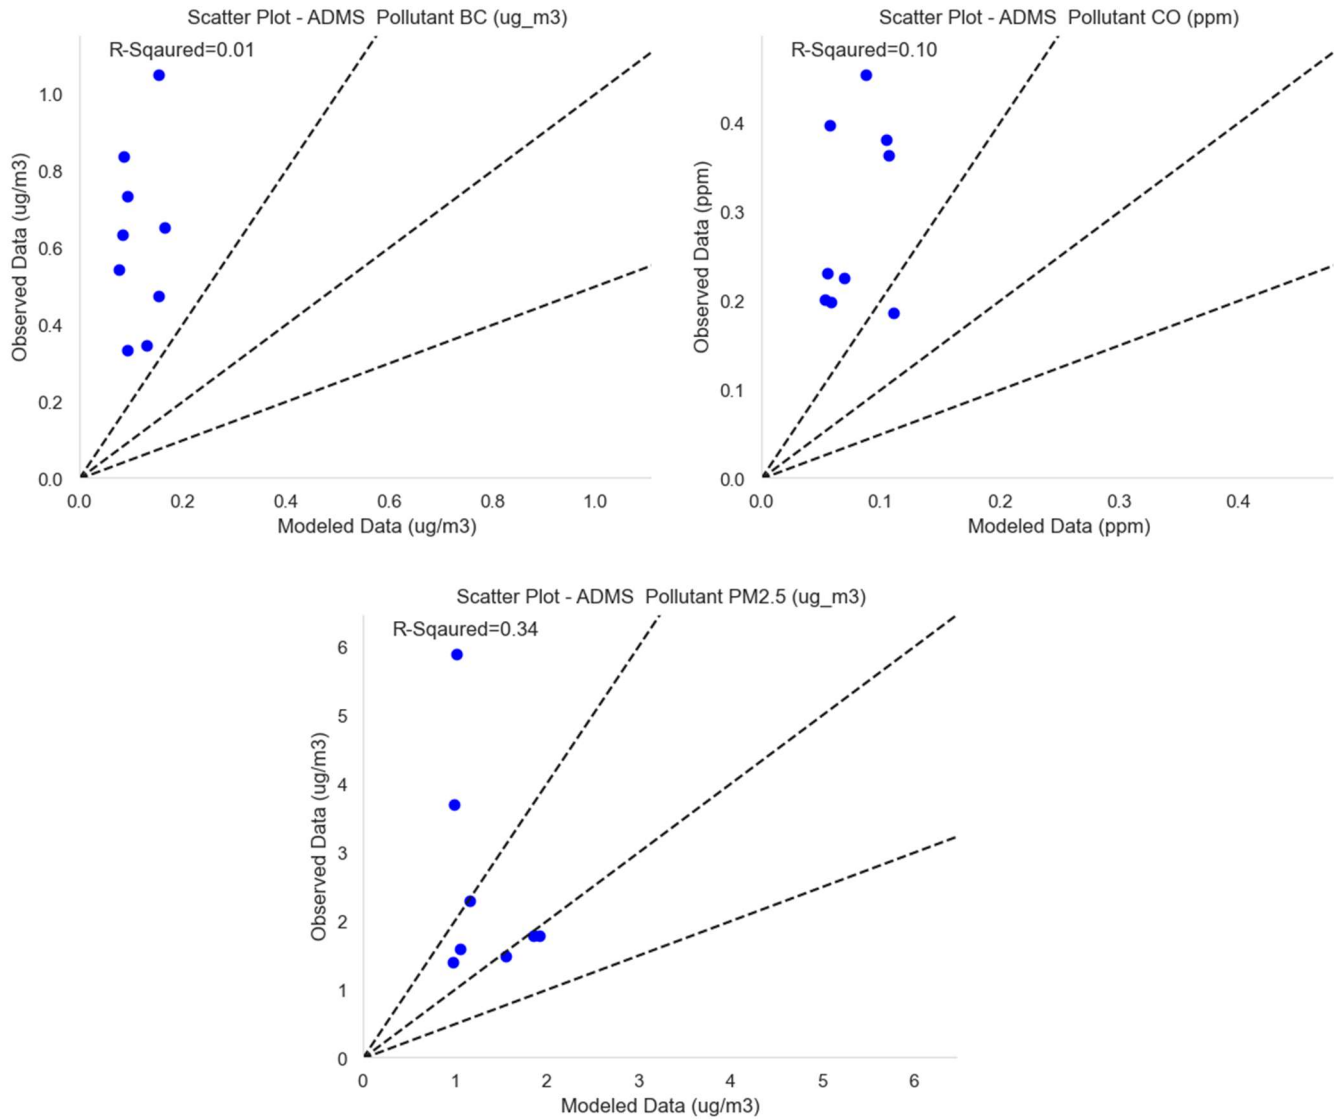 Scatter Plot - ADMS  Pollutant BC (ug_m3)
R-Sqaured=0.01
Observed Data (ug/m3)
1.0
0.8
0.6
0.4
0.2
0.0
0.0 0.2 0.4 0.6 0.8 1.0
Modeled Data (ug/m3)
Scatter Plot - ADMS  Pollutant CO (ppm)
R-Sqaured=0.10
Observed Data (ppm)
0.4
0.3
0.2
0.1
0.0
0.0 0.1 0.2 0.3 0.4
Modeled Data (ppm)
Scatter Plot - ADMS  Pollutant PM2.5 (ug_m3)
R-Sqaured=0.34
Observed Data (ug/m3)
6
5
4
3
2
1
0
0 1 2 3 4 5 6
Modeled Data (ug/m3)